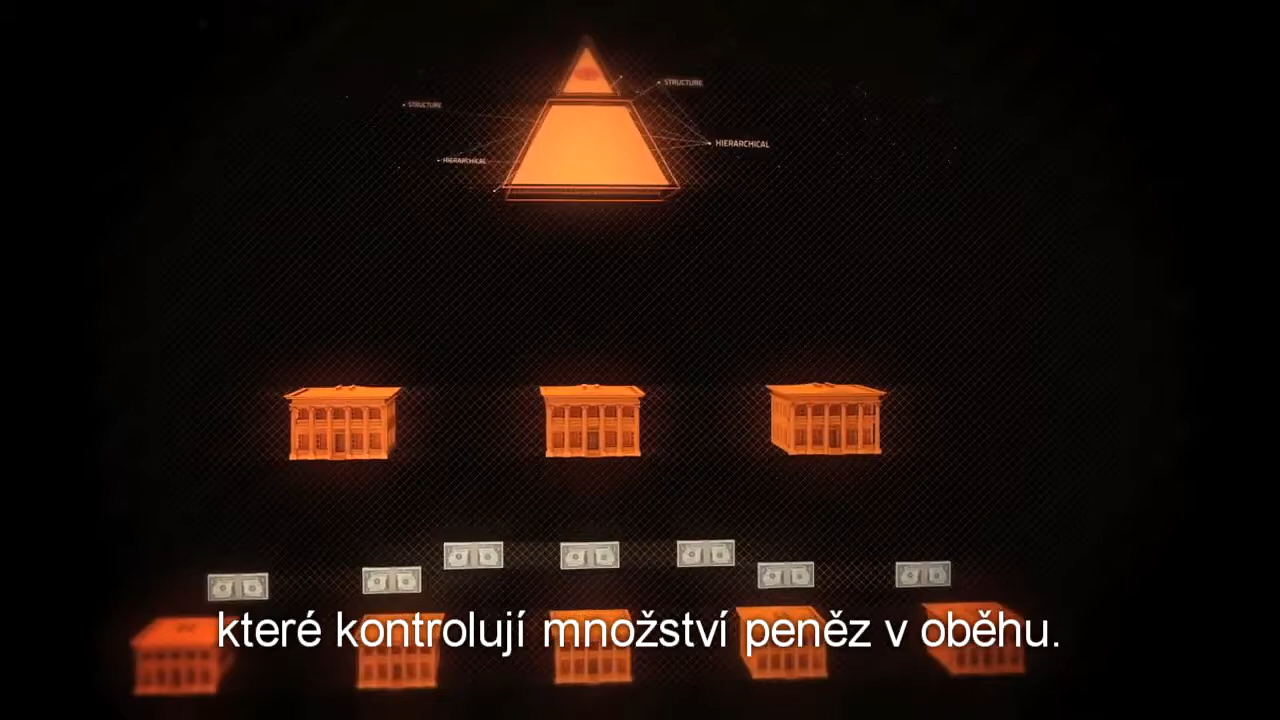 STRUCTURE
STRUCTURE
HIERARCHICAL
HIERARCHICAL
které kontrolují množství peněz v oběhu.